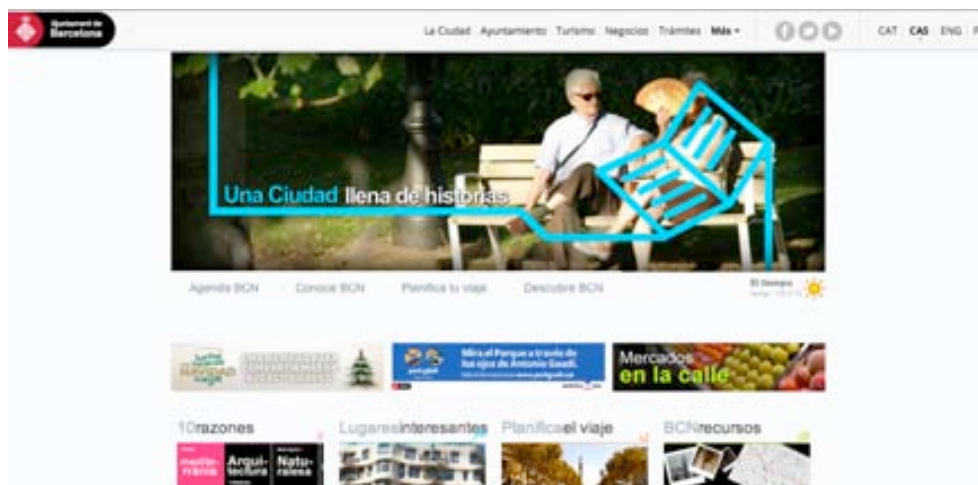 Ajuntament de
Barcelona
La Ciudad Ayuntamiento Turismo Negocios Trámites Más
CAT CAS ENG
Una Ciudad llena de historias
Agenda BCN Conoce BCN Planifica tu viaje Descubre BCN
El tiempo
NAVIDAD
Mira el Parque a través de
los ojos de Antonio Gaudí.
Mercados
en la calle
10razones Lugaresinteresantes Planificael viaje BCNrecursos
Arqui-
tectura
Natu-
ralesa